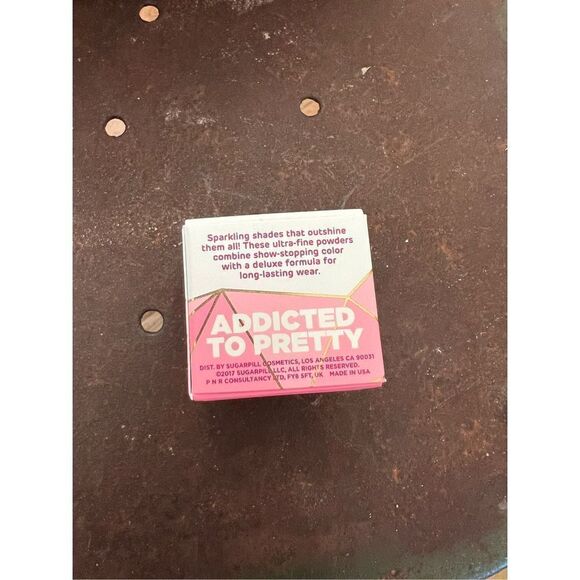 Sparkling shades that outshine
them all! These ultra-fine powders
combine show-stopping color
with a deluxe formula for
long-lasting wear.
ADDICTED
TO PRETTY
DIST. BY SUGARPILL COSMETICS, LOS ANGELES CA 90031
©2017 SUGARPILL LLC, ALL RIGHTS RESERVED.
P N R CONSULTANCY LTD, FY8 5FT, UK MADE IN USA